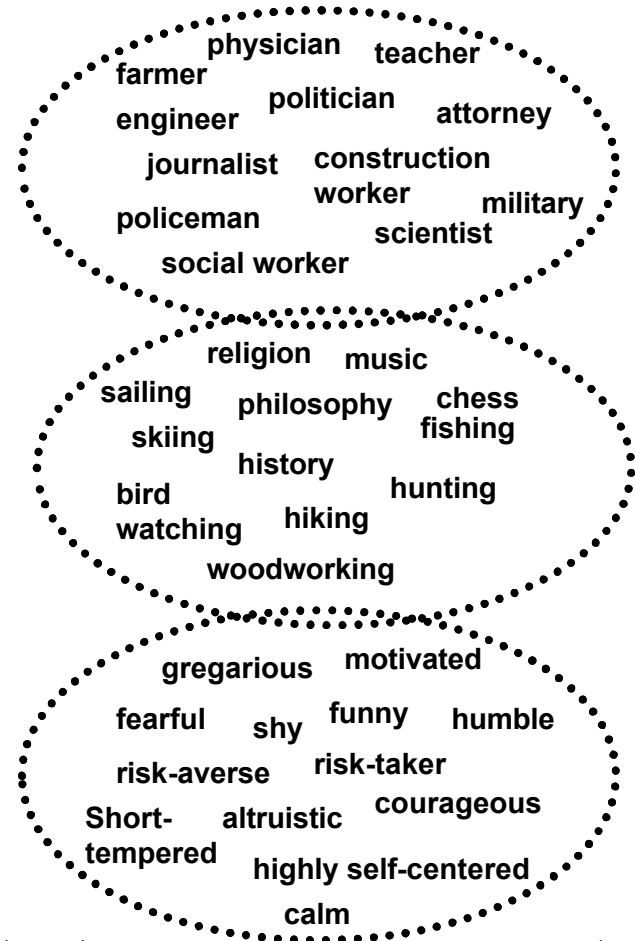 physician
teacher
farmer
politician
engineer
attorney
journalist
construction
worker
military
policeman
scientist
social worker
religion
music
sailing
philosophy
chess
skiing
fishing
history
hunting
bird
watching
hiking
woodworking
gregarious
motivated
fearful
shy
funny
humble
risk-averse
risk-taker
courageous
Short-
tempered
altruistic
highly self-centered
calm